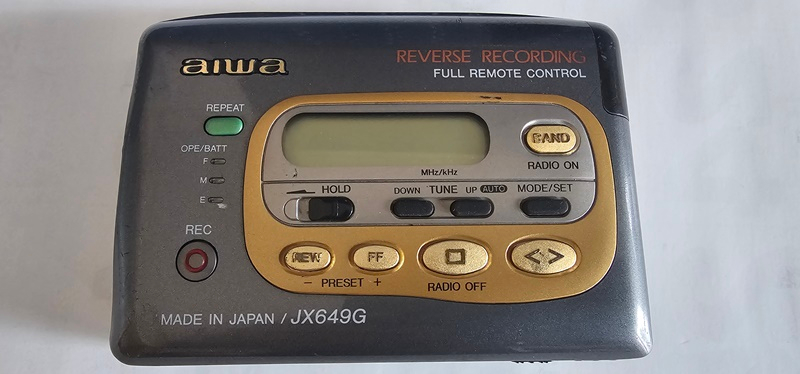 aiwa
REVERSE RECORDING
FULL REMOTE CONTROL
REPEAT
BAND
RADIO ON
OPE/BATT
F
M
E
MHz/kHz
HOLD
DOWN TUNE UP AUTO
MODE/SET
REC
REW
FF
- PRESET +
RADIO OFF
< >
MADE IN JAPAN / JX649G